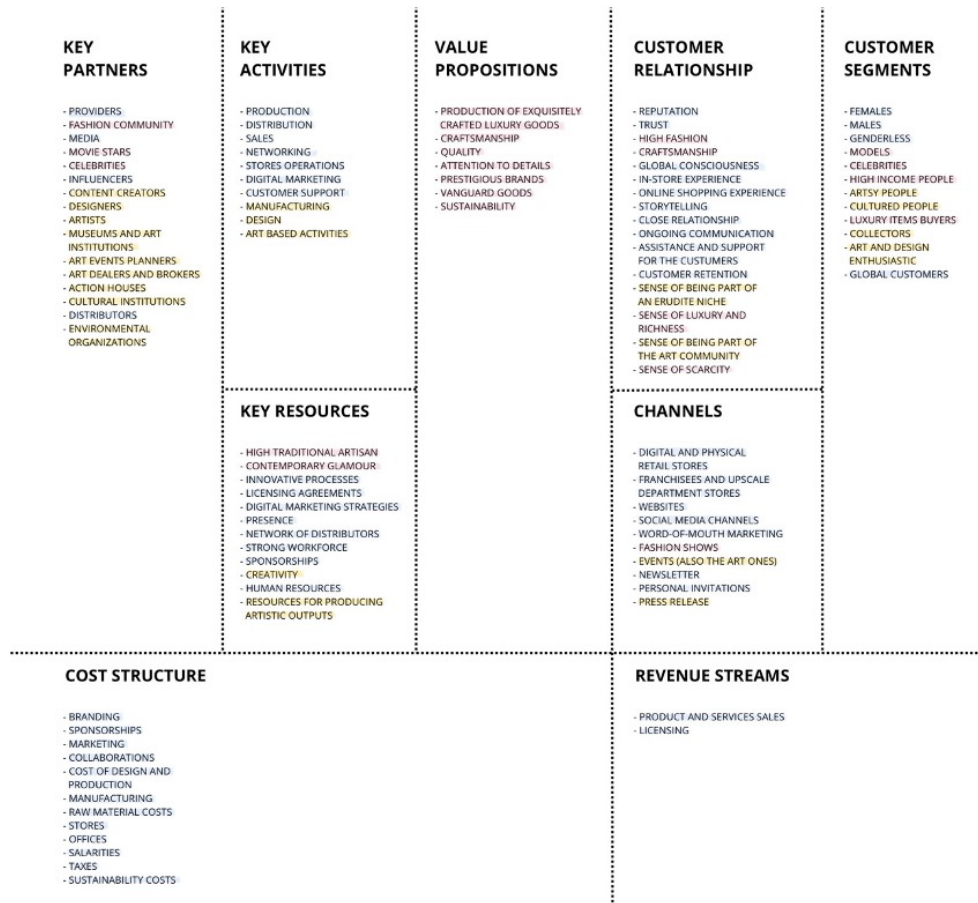 KEY
PARTNERS
- PROVIDERS
- FASHION COMMUNITY
- MEDIA
- MOVIE STARS
- CELEBRITIES
- INFLUENCERS
- CONTENT CREATORS
- DESIGNERS
- ARTISTS
- MUSEUMS AND ART
INSTITUTIONS
- ART EVENTS PLANNERS
- ART DEALERS AND BROKERS
- ACTION HOUSES
- CULTURAL INSTITUTIONS
- DISTRIBUTORS
- ENVIRONMENTAL
ORGANIZATIONS
KEY
ACTIVITIES
- PRODUCTION
- DISTRIBUTION
- SALES
- NETWORKING
- STORES OPERATIONS
- DIGITAL MARKETING
- CUSTOMER SUPPORT
- MANUFACTURING
- DESIGN
- ART BASED ACTIVITIES
KEY RESOURCES
- HIGH TRADITIONAL ARTISAN
- CONTEMPORARY GLAMOUR
- INNOVATIVE PROCESSES
- LICENSING AGREEMENTS
- DIGITAL MARKETING STRATEGIES
- PRESENCE
- NETWORK OF DISTRIBUTORS
- STRONG WORKFORCE
- SPONSORSHIPS
- CREATIVITY
- HUMAN RESOURCES
- RESOURCES FOR PRODUCING
ARTISTIC OUTPUTS
VALUE
PROPOSITIONS
- PRODUCTION OF EXQUISITELY
CRAFTED LUXURY GOODS
- CRAFTSMANSHIP
- QUALITY
- ATTENTION TO DETAILS
- PRESTIGIOUS BRANDS
- VANGUARD GOODS
- SUSTAINABILITY
CUSTOMER
RELATIONSHIP
- REPUTATION
- TRUST
- HIGH FASHION
- CRAFTSMANSHIP
- GLOBAL CONSCIOUSNESS
- IN-STORE EXPERIENCE
- ONLINE SHOPPING EXPERIENCE
- STORYTELLING
- CLOSE RELATIONSHIP
- ONGOING COMMUNICATION
- ASSISTANCE AND SUPPORT
FOR THE CUSTUMERS
- CUSTOMER RETENTION
- SENSE OF BEING PART OF
AN ERUDITE NICHE
- SENSE OF LUXURY AND
RICHNESS
- SENSE OF BEING PART OF
THE ART COMMUNITY
- SENSE OF SCARCITY
CHANNELS
- DIGITAL AND PHYSICAL
RETAIL STORES
- FRANCHISEES AND UPSCALE
DEPARTMENT STORES
- WEBSITES
- SOCIAL MEDIA CHANNELS
- WORD-OF-MOUTH MARKETING
- FASHION SHOWS
- EVENTS (ALSO THE ART ONES)
- NEWSLETTER
- PERSONAL INVITATIONS
- PRESS RELEASE
CUSTOMER
SEGMENTS
- FEMALES
- MALES
- GENDERLESS
- MODELS
- CELEBRITIES
- HIGH INCOME PEOPLE
- ARTSY PEOPLE
- CULTURED PEOPLE
- LUXURY ITEMS BUYERS
- COLLECTORS
- ART AND DESIGN
ENTHUSIASTIC
- GLOBAL CUSTOMERS
COST STRUCTURE
- BRANDING
- SPONSORSHIPS
- MARKETING
- COLLABORATIONS
- COST OF DESIGN AND
PRODUCTION
- MANUFACTURING
- RAW MATERIAL COSTS
- STORES
- OFFICES
- SALARITIES
- TAXES
- SUSTAINABILITY COSTS
REVENUE STREAMS
- PRODUCT AND SERVICES SALES
- LICENSING